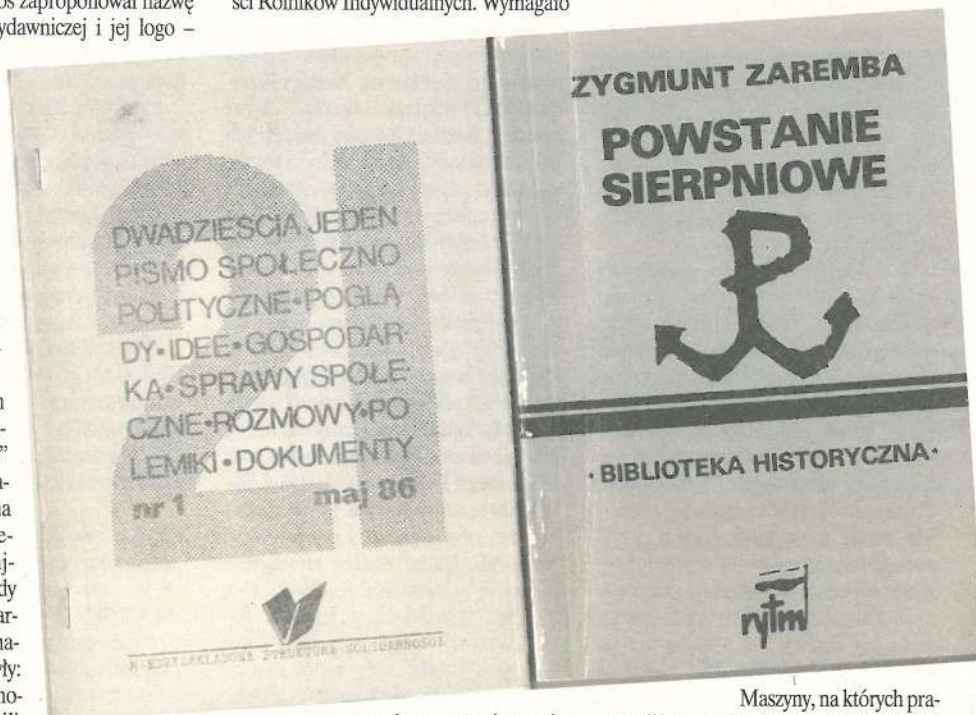 oś zaproponował nazwę
ydawniczej i jej logo –
ści Rolników Indywidualnych. Wymagało
21
DWADZIEŚCIA JEDEN
PISMO SPOŁECZNO
POLITYCZNE•POGLĄ
DY•IDEE•GOSPODAR-
KA•SPRAWY SPOŁE-
CZNE•ROZMOWY•PO
LEMIKI•DOKUMENTY
nr 1 maj 86
MIĘDZYZAKŁADOWA STRUKTURA SOLIDARNOŚCI
ZYGMUNT ZAREMBA
POWSTANIE
SIERPNIOWE
•BIBLIOTEKA HISTORYCZNA•
rytm
Maszyny, na których pra-